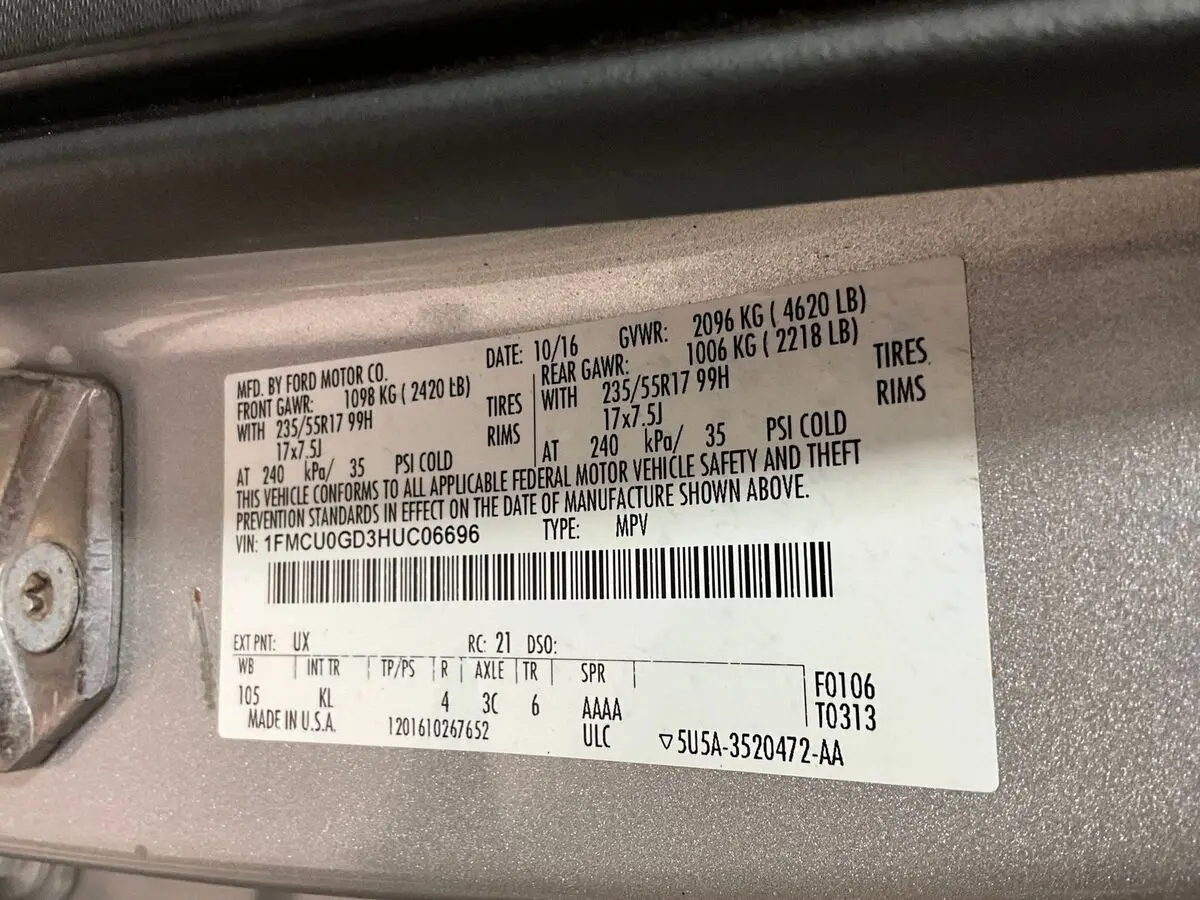 MFD. BY FORD MOTOR CO. DATE: 10/16 GVWR: 2096 KG ( 4620 LB)
FRONT GAWR: 1098 KG ( 2420 LB) REAR GAWR: 1006 KG ( 2218 LB)
WITH 235/55R17 99H TIRES WITH 235/55R17 99H TIRES
17x7.5J RIMS 17x7.5J RIMS
AT 240 kPa/ 35 PSI COLD AT 240 kPa/ 35 PSI COLD
THIS VEHICLE CONFORMS TO ALL APPLICABLE FEDERAL MOTOR VEHICLE SAFETY AND THEFT
PREVENTION STANDARDS IN EFFECT ON THE DATE OF MANUFACTURE SHOWN ABOVE.
VIN: 1FMCU0GD3HUC06696 TYPE: MPV
EXT PNT: UX RC: 21 DSO:
WB INT TR TP/PS R AXLE TR SPR
105 KL 4 3C 6 AAAA
F0106
T0313
MADE IN U.S.A. 1201610267652 ULC ▽5U5A-3520472-AA